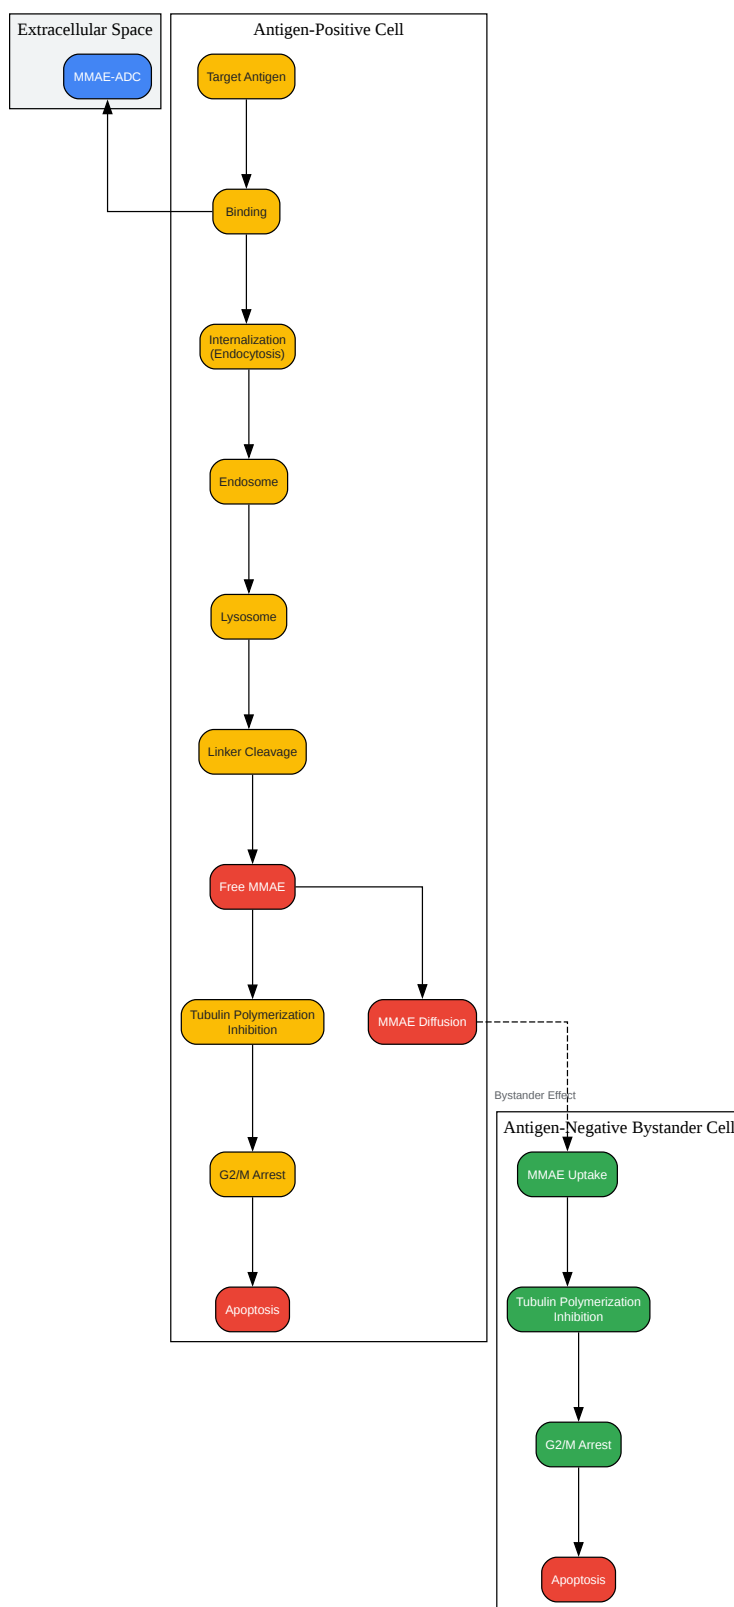 Extracellular Space
MMAE-ADC
Antigen-Positive Cell
Target Antigen
Binding
Internalization
(Endocytosis)
Endosome
Lysosome
Linker Cleavage
Free MMAE
Tubulin Polymerization
Inhibition
MMAE Diffusion
G2/M Arrest
Apoptosis
Bystander Effect
Antigen-Negative Bystander Cell
MMAE Uptake
Tubulin Polymerization
Inhibition
G2/M Arrest
Apoptosis